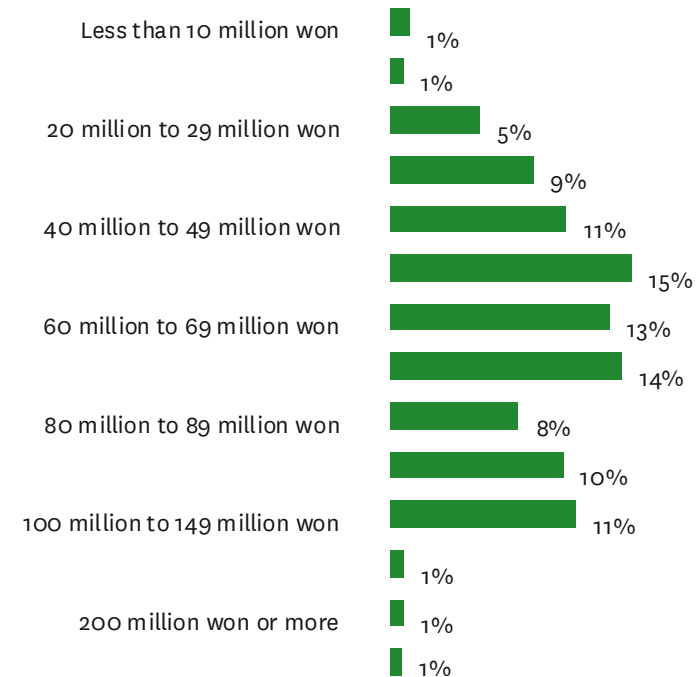 Less than 10 million won
1%
1%
20 million to 29 million won
5%
9%
40 million to 49 million won
11%
15%
60 million to 69 million won
13%
14%
80 million to 89 million won
8%
10%
100 million to 149 million won
11%
1%
200 million won or more
1%
1%